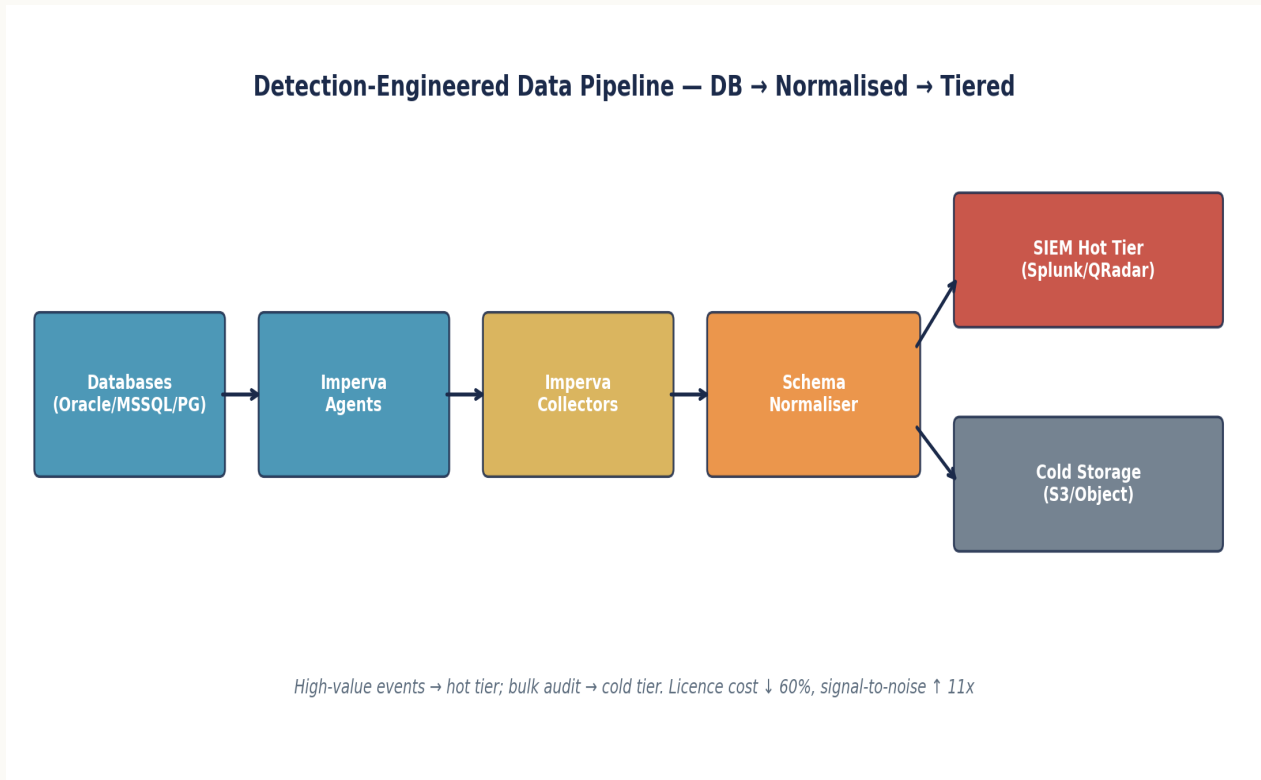 Detection-Engineered Data Pipeline — DB → Normalised → Tiered
SIEM Hot Tier
(Splunk/QRadar)
Databases
(Oracle/MSSQL/PG)
Imperva
Agents
Imperva
Collectors
Schema
Normaliser
Cold Storage
(S3/Object)
High-value events → hot tier; bulk audit → cold tier. Licence cost ↓ 60%, signal-to-noise ↑ 11x